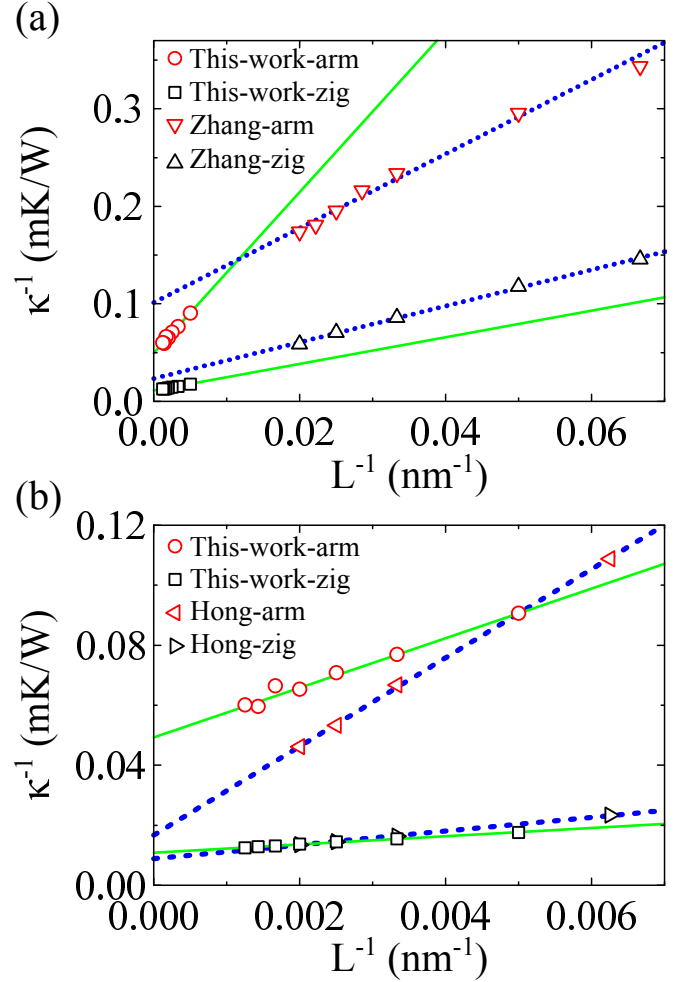 (a)
This-work-arm
This-work-zig
Zhang-arm
Zhang-zig
0.3
0.2
0.1
0.0
κ⁻¹ (mK/W)
0.00 0.02 0.04 0.06
L⁻¹ (nm⁻¹)
(b)
0.12
This-work-arm
This-work-zig
Hong-arm
Hong-zig
0.08
0.04
0.00
κ⁻¹ (mK/W)
0.000 0.002 0.004 0.006
L⁻¹ (nm⁻¹)